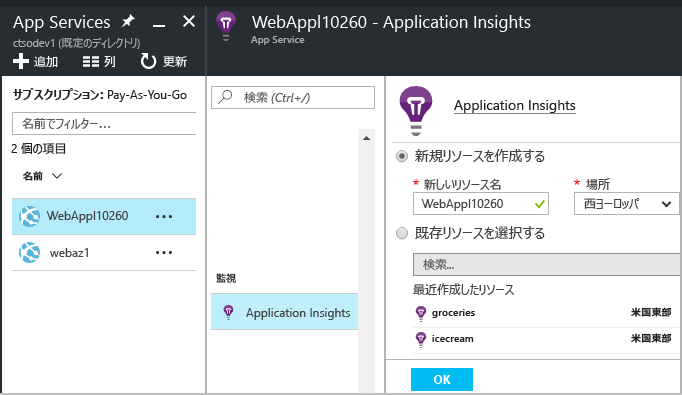 App Services
ctsodev1 (既定のディレクトリ)
追加 列 更新
サブスクリプション: Pay-As-You-Go
名前でフィルター...
2 個の項目
名前
WebAppl10260 •••
webaz1 •••
WebAppl10260 - Application Insights
App Service
検索 (Ctrl+/)
監視
Application Insights
Application Insights
新規リソースを作成する
* 新しいリソース名 * 場所
WebAppl10260 西ヨーロッパ
既存リソースを選択する
検索...
最近作成したリソース
groceries 米国東部
icecream 米国東部
OK